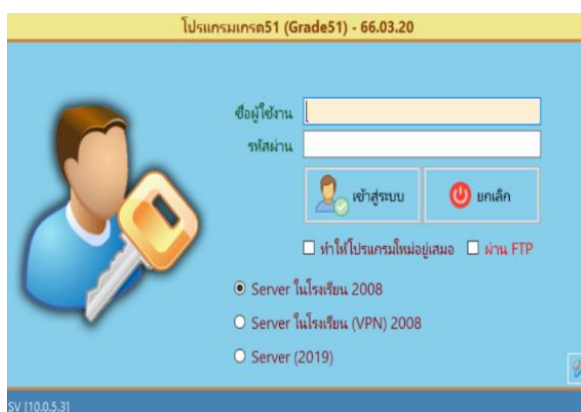 โปรแกรมเกรด51 (Grade51) - 66.03.20
ชื่อผู้ใช้งาน
รหัสผ่าน
เข้าสู่ระบบ ยกเลิก
ทำให้โปรแกรมใหม่อยู่เสมอ ผ่าน FTP
Server ในโรงเรียน 2008
Server ในโรงเรียน (VPN) 2008
Server (2019)
SV [10.0.5.3]